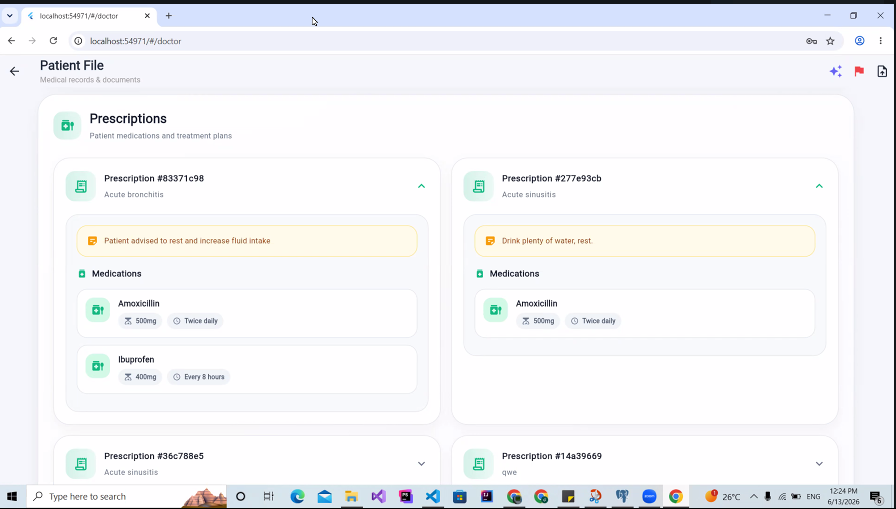 localhost:54971/#/doctor
localhost:54971/#/doctor
Patient File
Medical records & documents
Prescriptions
Patient medications and treatment plans
Prescription #83371c98
Acute bronchitis
Patient advised to rest and increase fluid intake
Medications
Amoxicillin
500mg Twice daily
Ibuprofen
400mg Every 8 hours
Prescription #277e93cb
Acute sinusitis
Drink plenty of water, rest.
Medications
Amoxicillin
500mg Twice daily
Prescription #36c788e5
Acute sinusitis
Prescription #14a39669
qwe
Type here to search
26°C
ENG
12:24 PM
6/13/2026
6